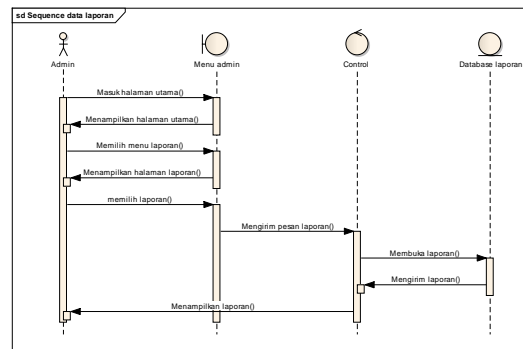 sd Sequence data laporan
Admin
Menu admin
Control
Database laporan
Masuk halaman utama()
Menampilkan halaman utama()
Memilih menu laporan()
Menampilkan halaman laporan()
memilih laporan()
Mengirim pesan laporan()
Membuka laporan()
Mengirim laporan()
Menampilkan laporan()